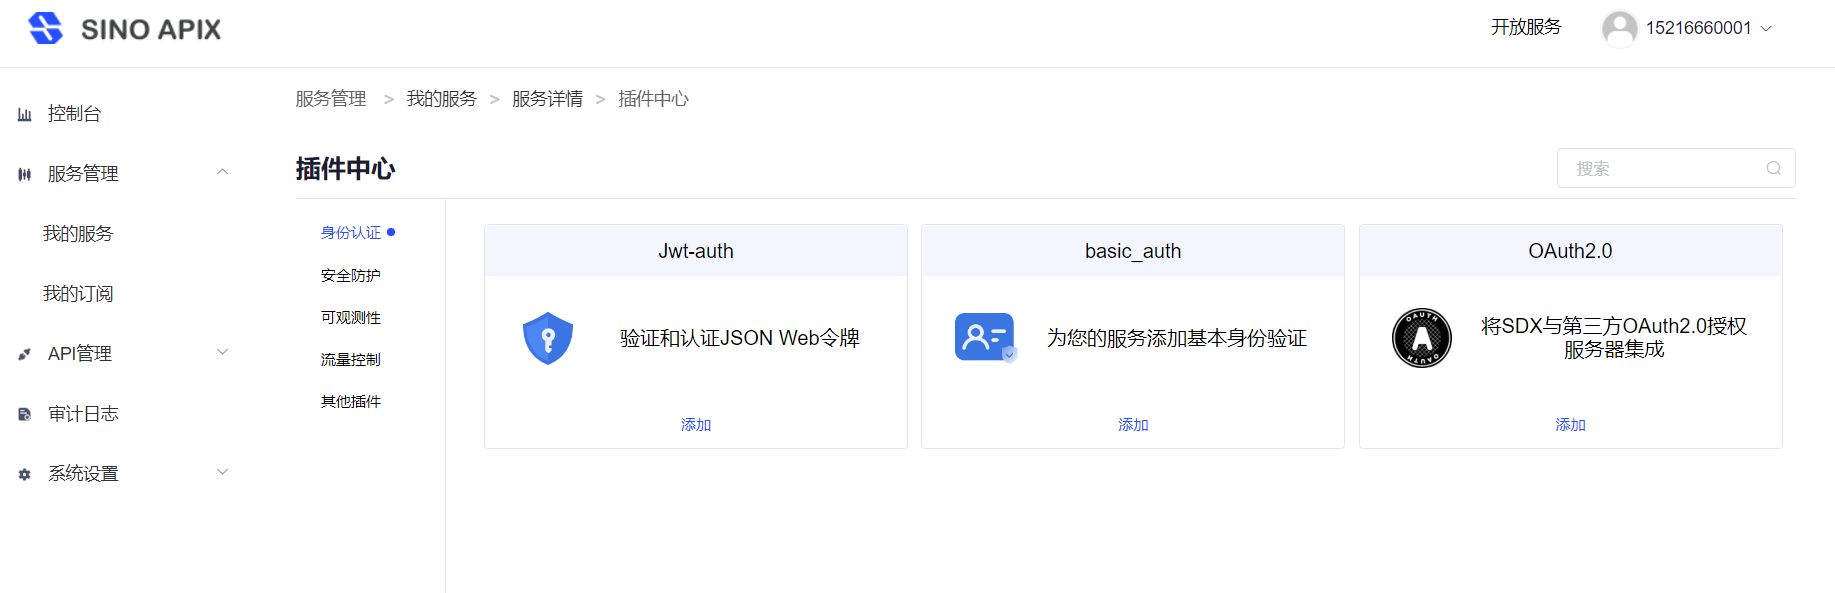 SINO APIX
开放服务
15216660001
控制台
服务管理
我的服务
我的订阅
API管理
审计日志
系统设置
服务管理 > 我的服务 > 服务详情 > 插件中心
插件中心
搜索
身份认证
安全防护
可观测性
流量控制
其他插件
Jwt-auth
验证和认证JSON Web令牌
添加
basic_auth
为您的服务添加基本身份验证
添加
OAuth2.0
OAUTH
A
OAUTH
将SDX与第三方OAuth2.0授权
服务器集成
添加